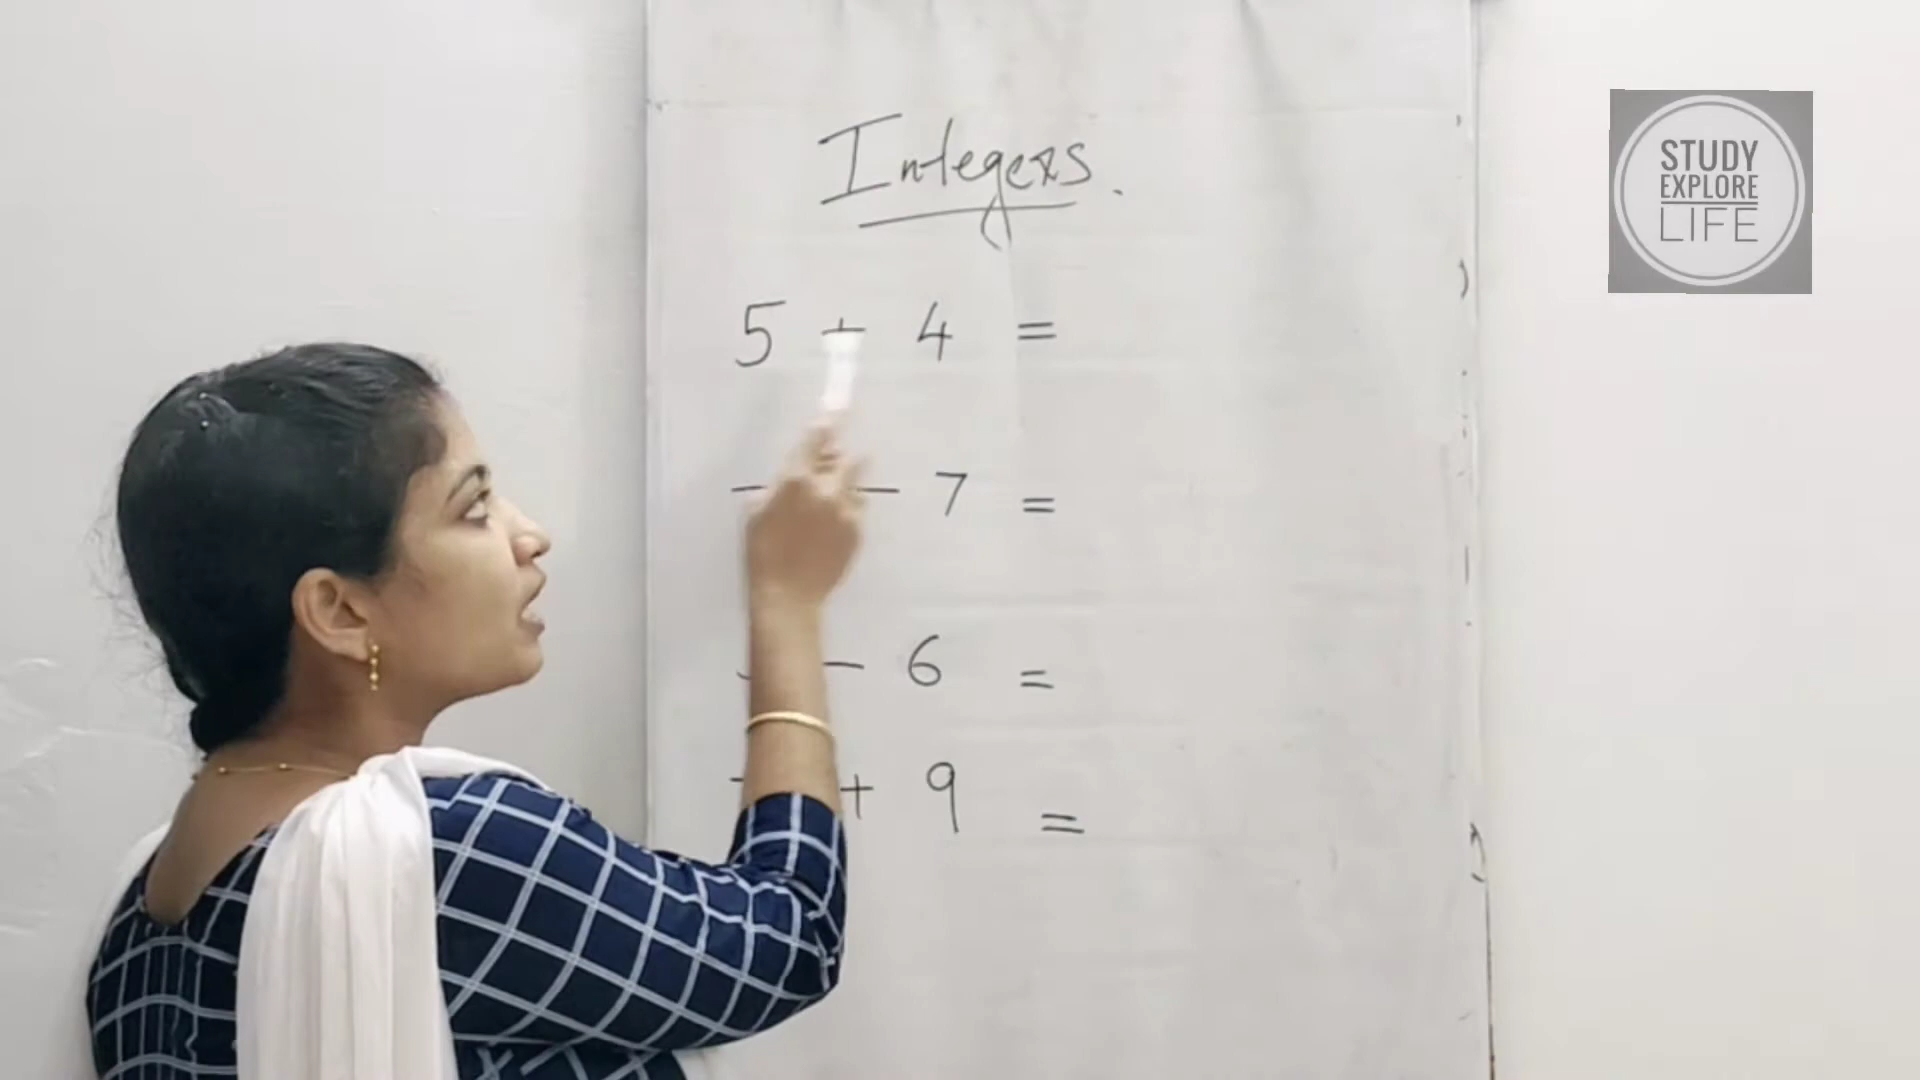 Integers.
5 + 4 =
- - 7 =
- 6 =
+ 9 =
STUDY
EXPLORE
LIFE